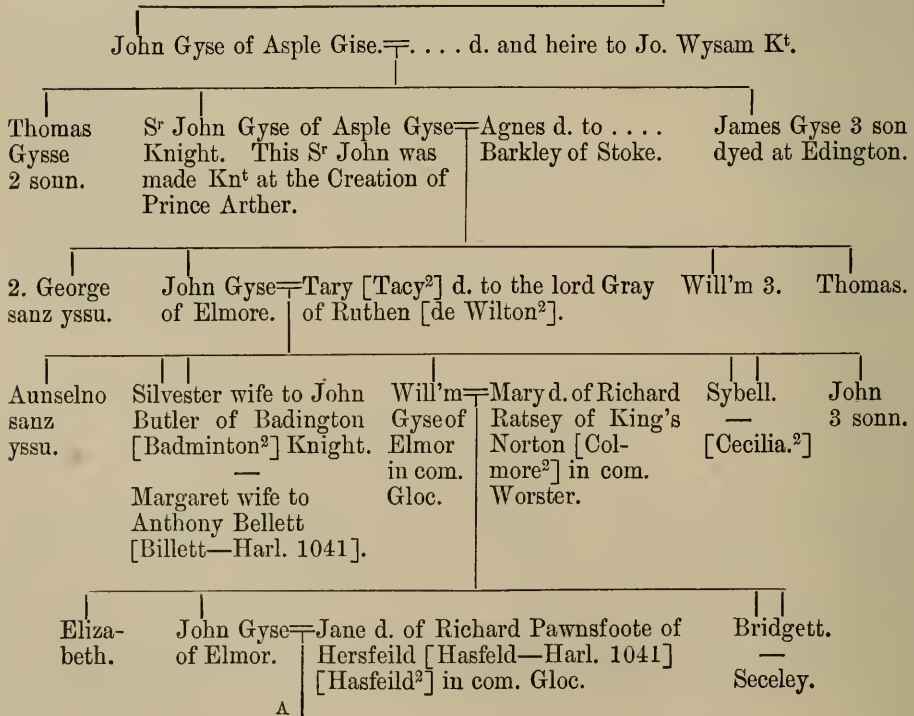 John Gyse of Asple Gise.=. . . . d. and heire to Jo. Wysam Kt.
Thomas
Gysse
2 sonn.
Sr John Gyse of Asple Gyse=
Knight. This Sr John was
made Knt at the Creation of
Prince Arther.
Agnes d. to . . . .
Barkley of Stoke.
James Gyse 3 son
dyed at Edington.
2. George
sanz yssu.
John Gyse=
of Elmore.
Tary [Tacy2] d. to the lord Gray
of Ruthen [de Wilton2].
Will'm 3.
Thomas.
Aunselno
sanz
yssu.
Silvester wife to John
Butler of Badington
[Badminton2] Knight.
—
Margaret wife to
Anthony Bellett
[Billett—Harl. 1041].
Will'm=
Gyse of
Elmor
in com.
Gloc.
Mary d. of Richard
Ratsey of King's
Norton [Col-
more2] in com.
Worster.
Sybell.
—
[Cecilia.2]
John
3 sonn.
Eliza-
beth.
John Gyse=
of Elmor.
Jane d. of Richard Pawnsfoote of
Hersfeild [Hasfeld—Harl. 1041]
[Hasfeild2] in com. Gloc.
Bridgett.
—
Seceley.
A